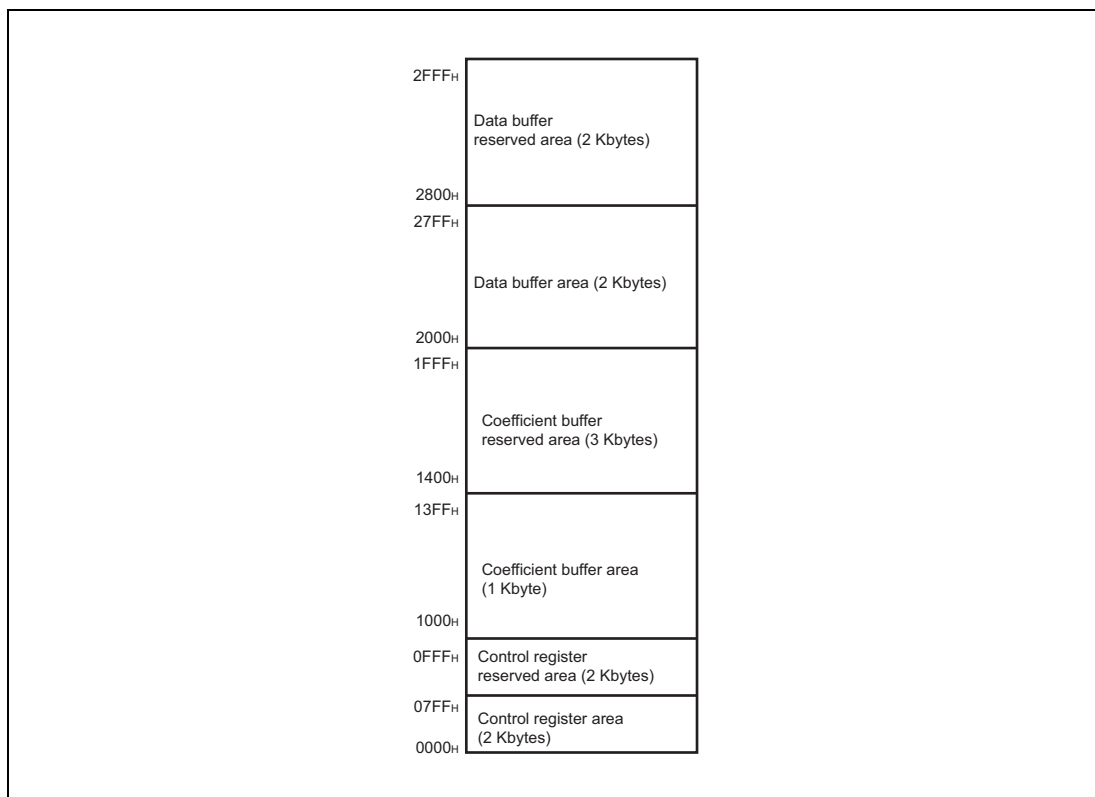 2FFFH
Data buffer
reserved area (2 Kbytes)
2800H
27FFH
Data buffer area (2 Kbytes)
2000H
1FFFH
Coefficient buffer
reserved area (3 Kbytes)
1400H
13FFH
Coefficient buffer area
(1 Kbyte)
1000H
0FFFH
Control register
reserved area (2 Kbytes)
07FFH
Control register area
(2 Kbytes)
0000H